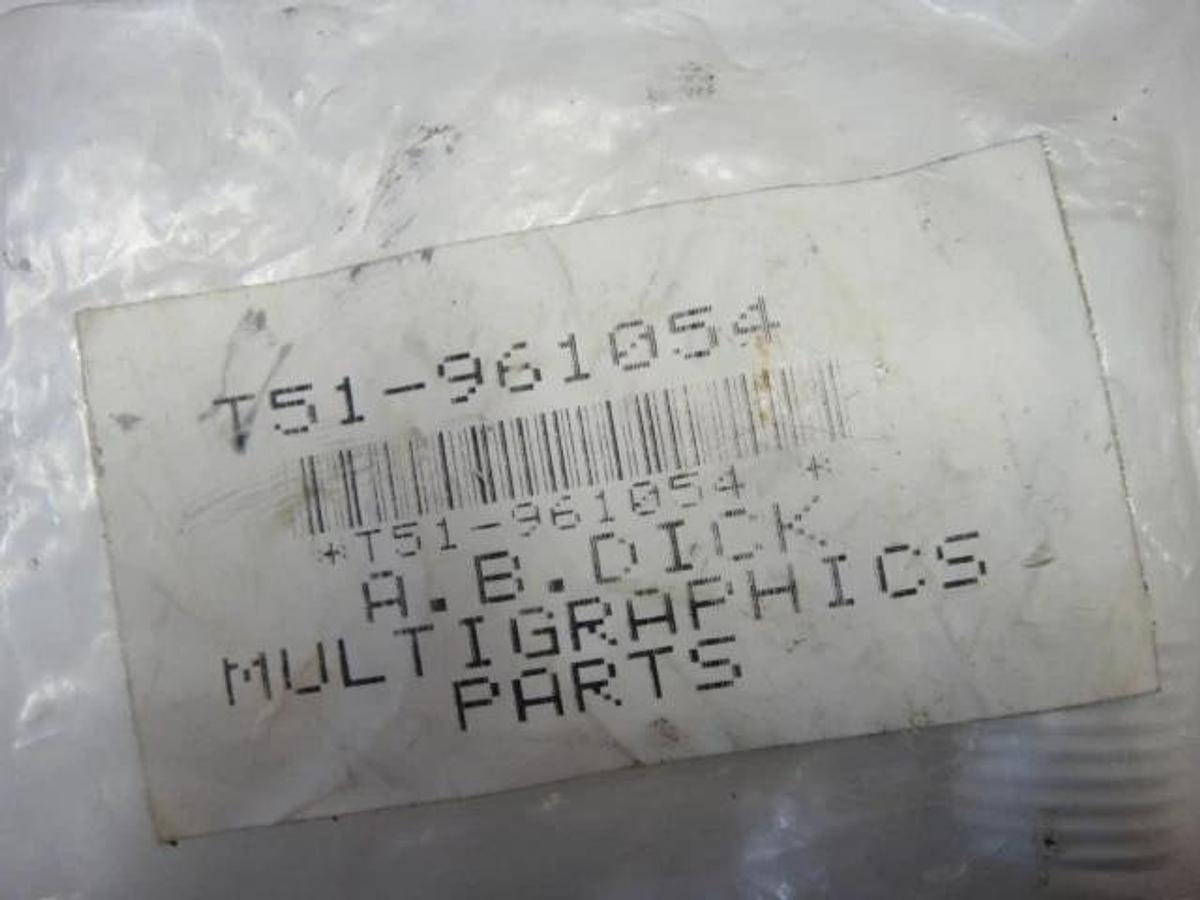 T51-961054
*T51-961054 *
A.B.DICK
MULTIGRAPHICS
PARTS